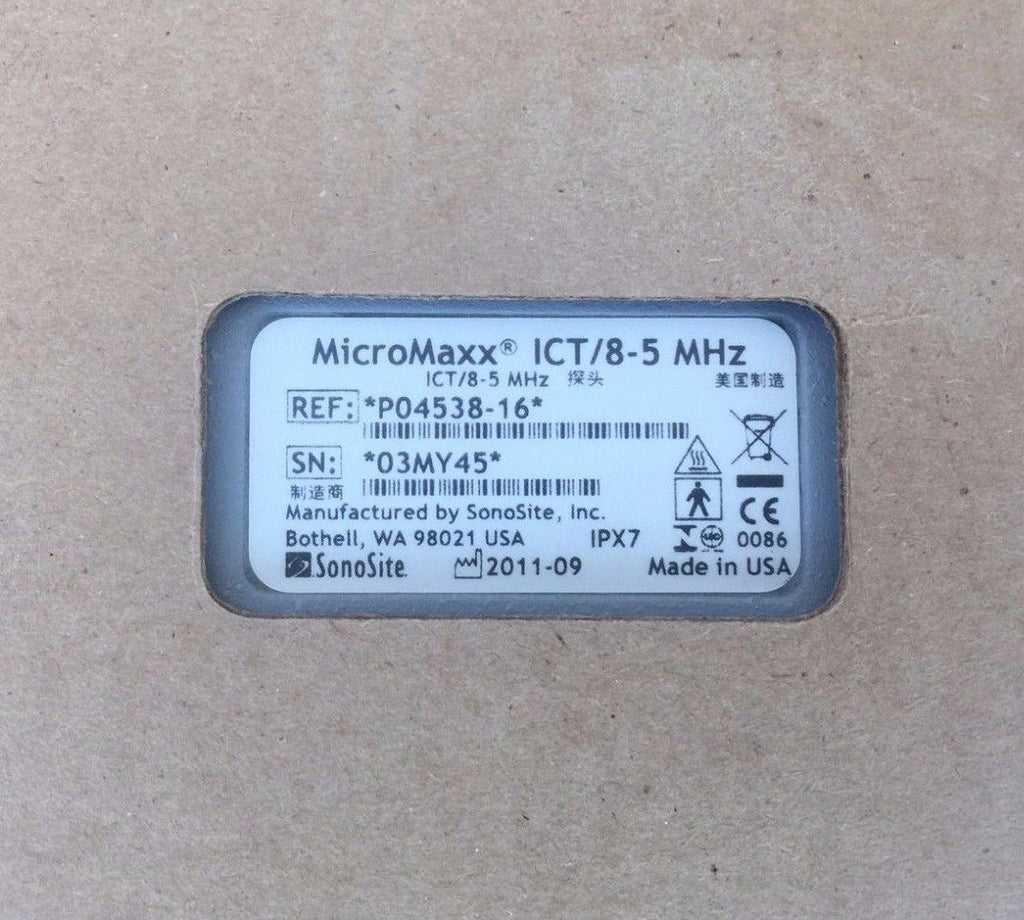 MicroMaxx® ICT/8-5 MHz
ICT/8-5 MHz 探头 美国制造
REF: *P04538-16*
SN: *03MY45*
制造商
Manufactured by SonoSite, Inc.
Bothell, WA 98021 USA IPX7 CE 0086
SonoSite 2011-09 Made in USA